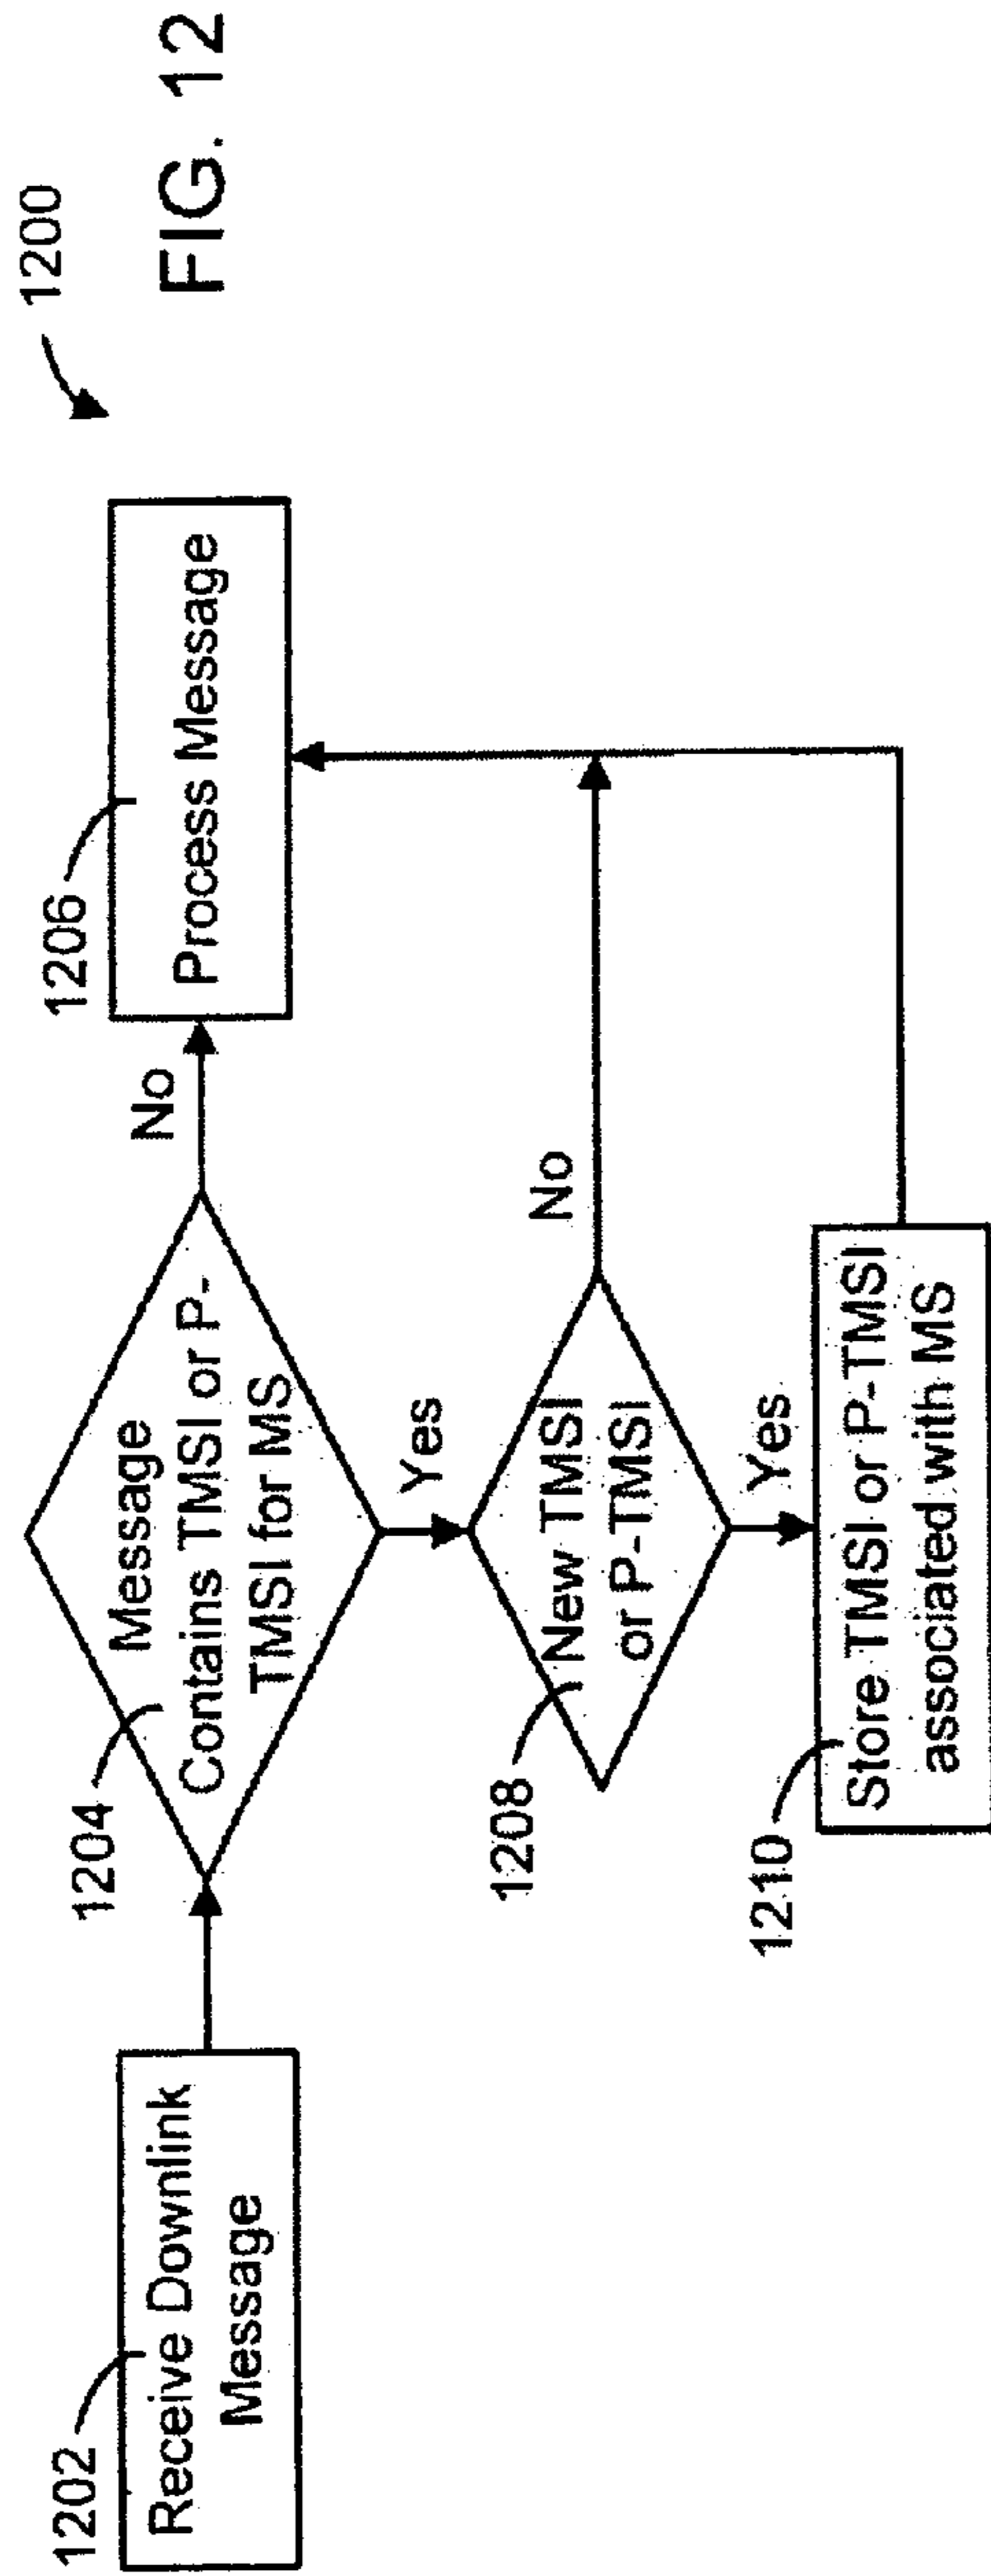 1202
Receive Downlink
Message
1204
Message
Contains TMSI or P-
TMSI for MS
No
1206
Process Message
1200
FIG. 12
Yes
1208
New TMSI
or P-TMSI
No
Yes
1210
Store TMSI or P-TMSI
associated with MS